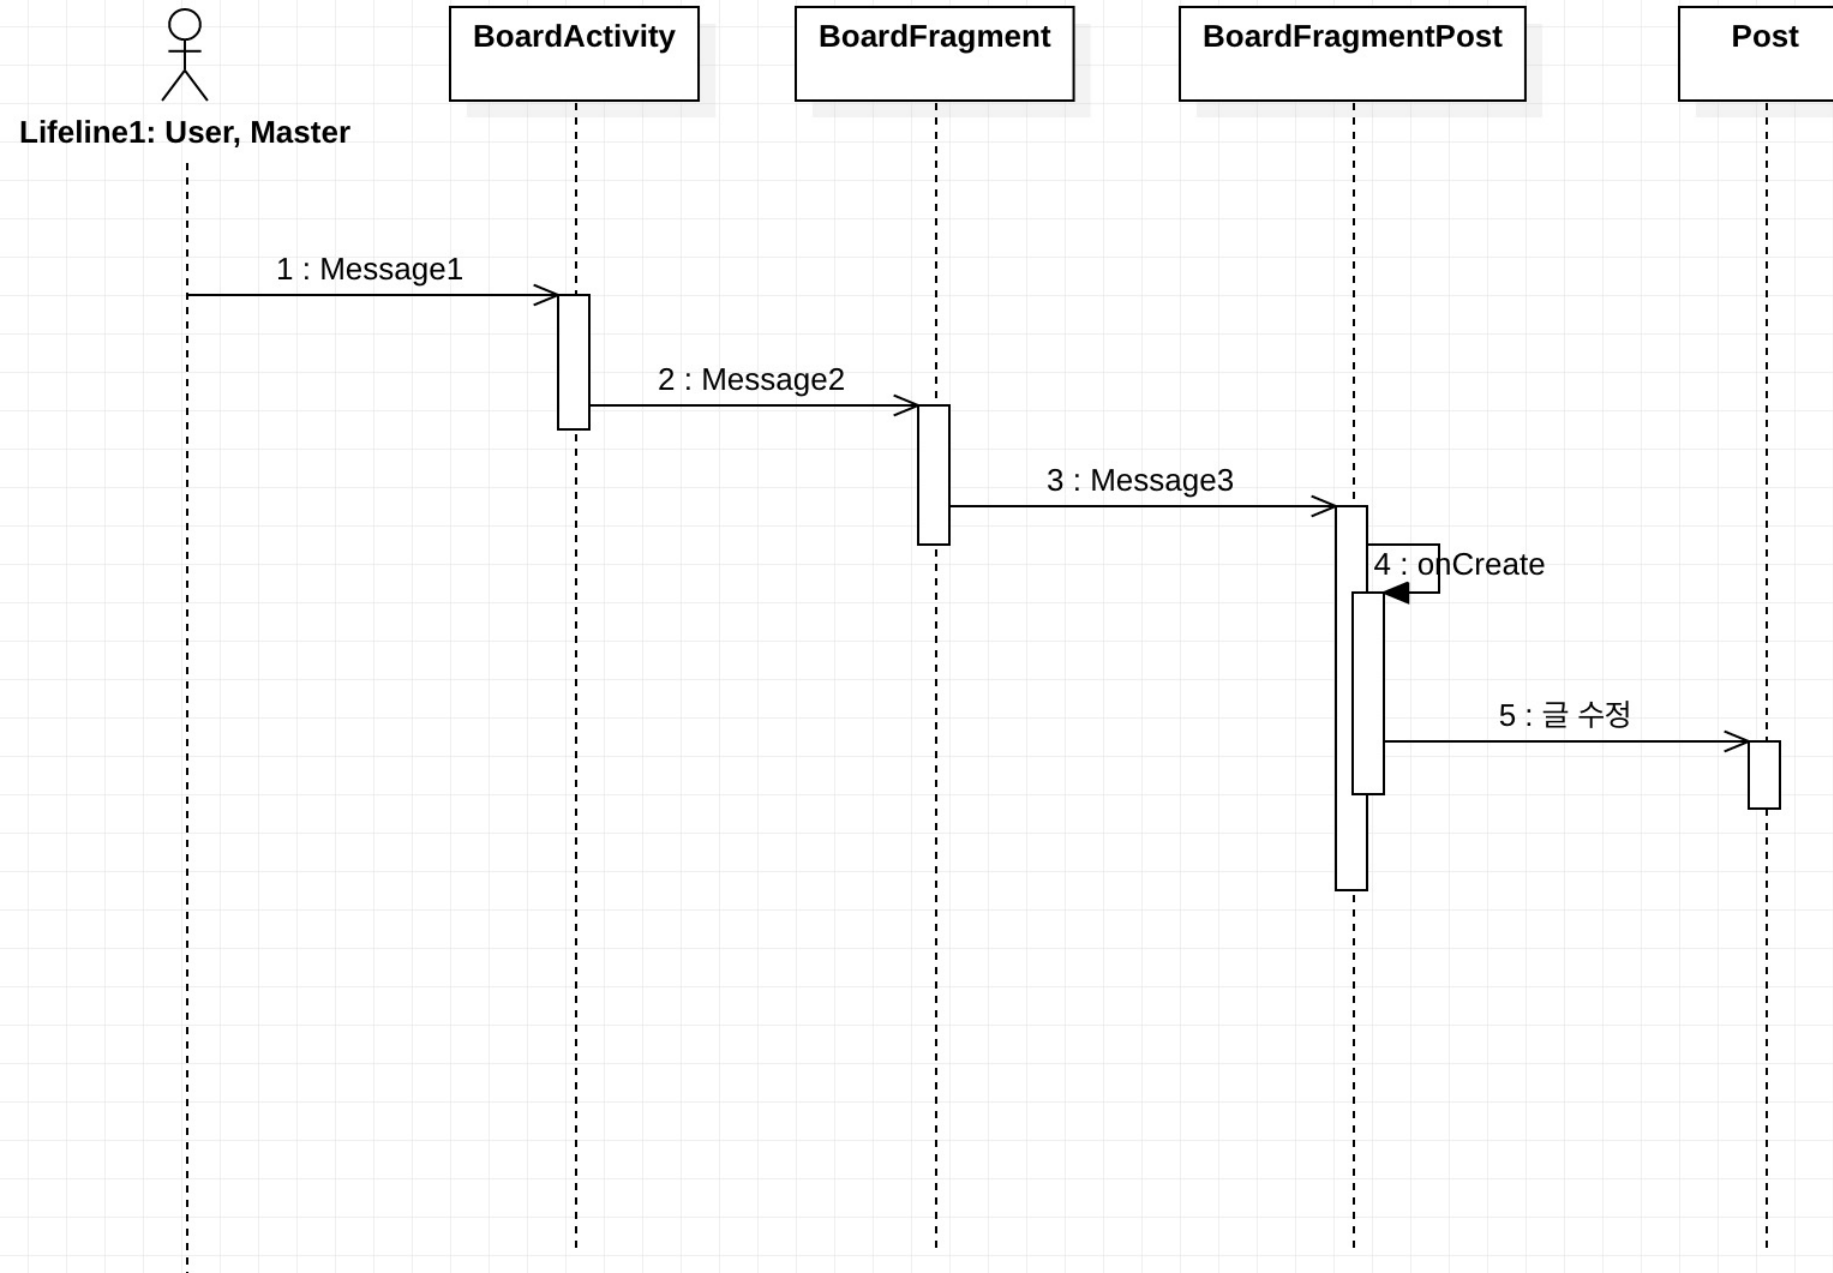 BoardActivity
BoardFragment
BoardFragmentPost
Post
Lifeline1: User, Master
1 : Message1
2 : Message2
3 : Message3
4 : onCreate
5 : 글 수정